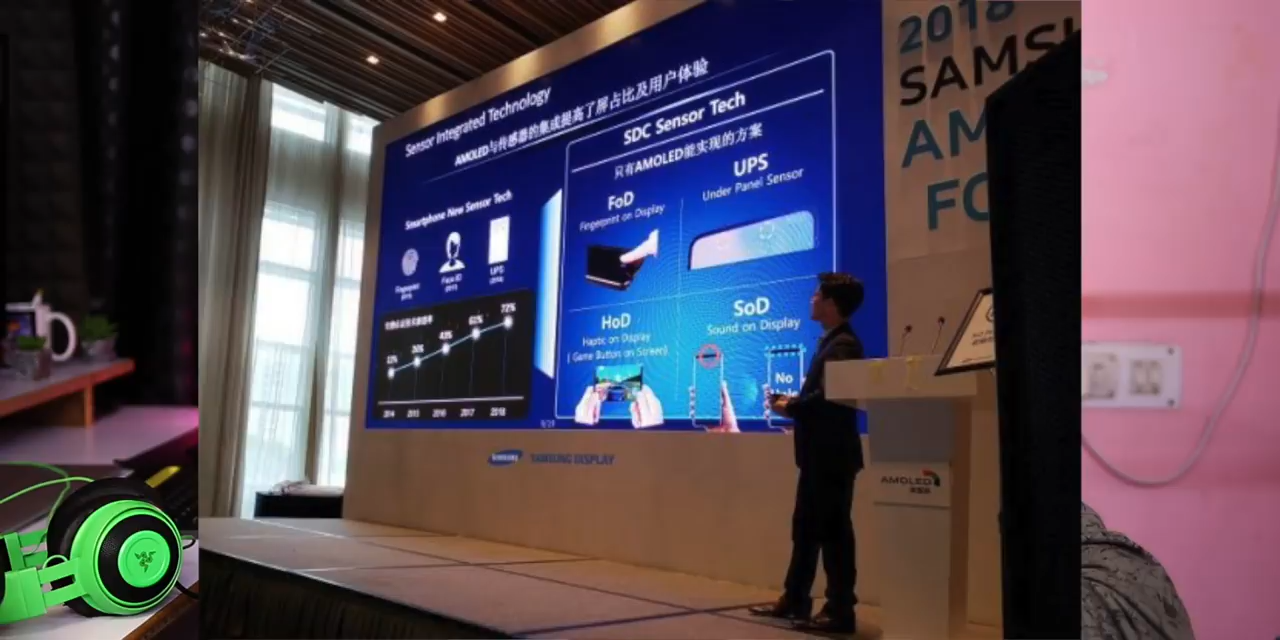 Sensor Integrated Technology
AMOLED与传感器的集成提高了屏占比及用户体验
Smartphone New Sensor Tech
Fingerprint
Face ID
UPS
72%
61%
2014 2015 2016 2017 2018
SDC Sensor Tech
只有AMOLED能实现的方案
FoD
Fingerprint on Display
UPS
Under Panel Sensor
HoD
Haptic on Display
( Game Button on Screen)
SoD
Sound on Display
No
SAMSUNG
SAMSUNG DISPLAY
2018
SAMS
AM
FO
AMOLED